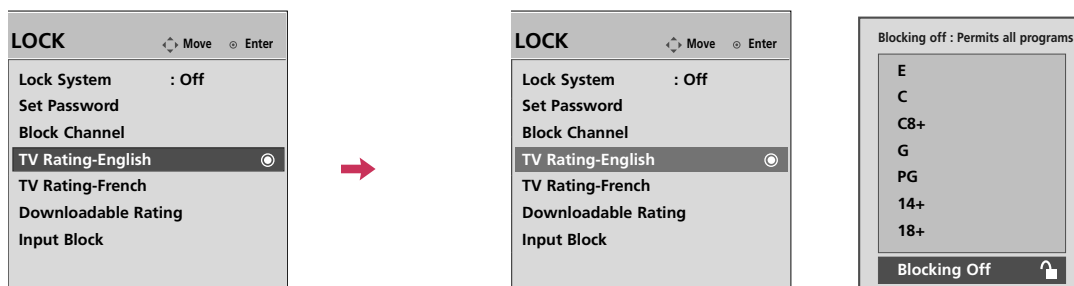 LOCK Move Enter
Lock System : Off
Set Password
Block Channel
TV Rating-English
TV Rating-French
Downloadable Rating
Input Block
LOCK Move Enter
Lock System : Off
Set Password
Block Channel
TV Rating-English
TV Rating-French
Downloadable Rating
Input Block
Blocking off : Permits all programs
E
C
C8+
G
PG
14+
18+
Blocking Off